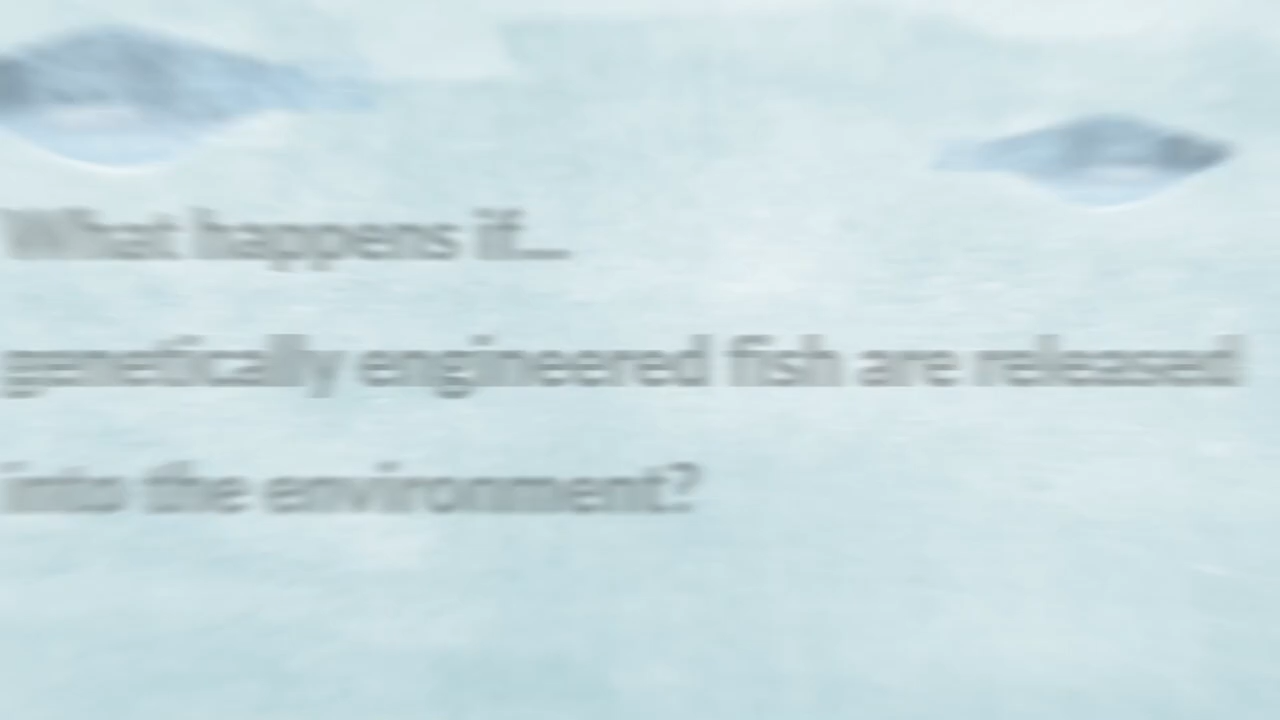 What happens if...
genetically engineered fish are released
into the environment?